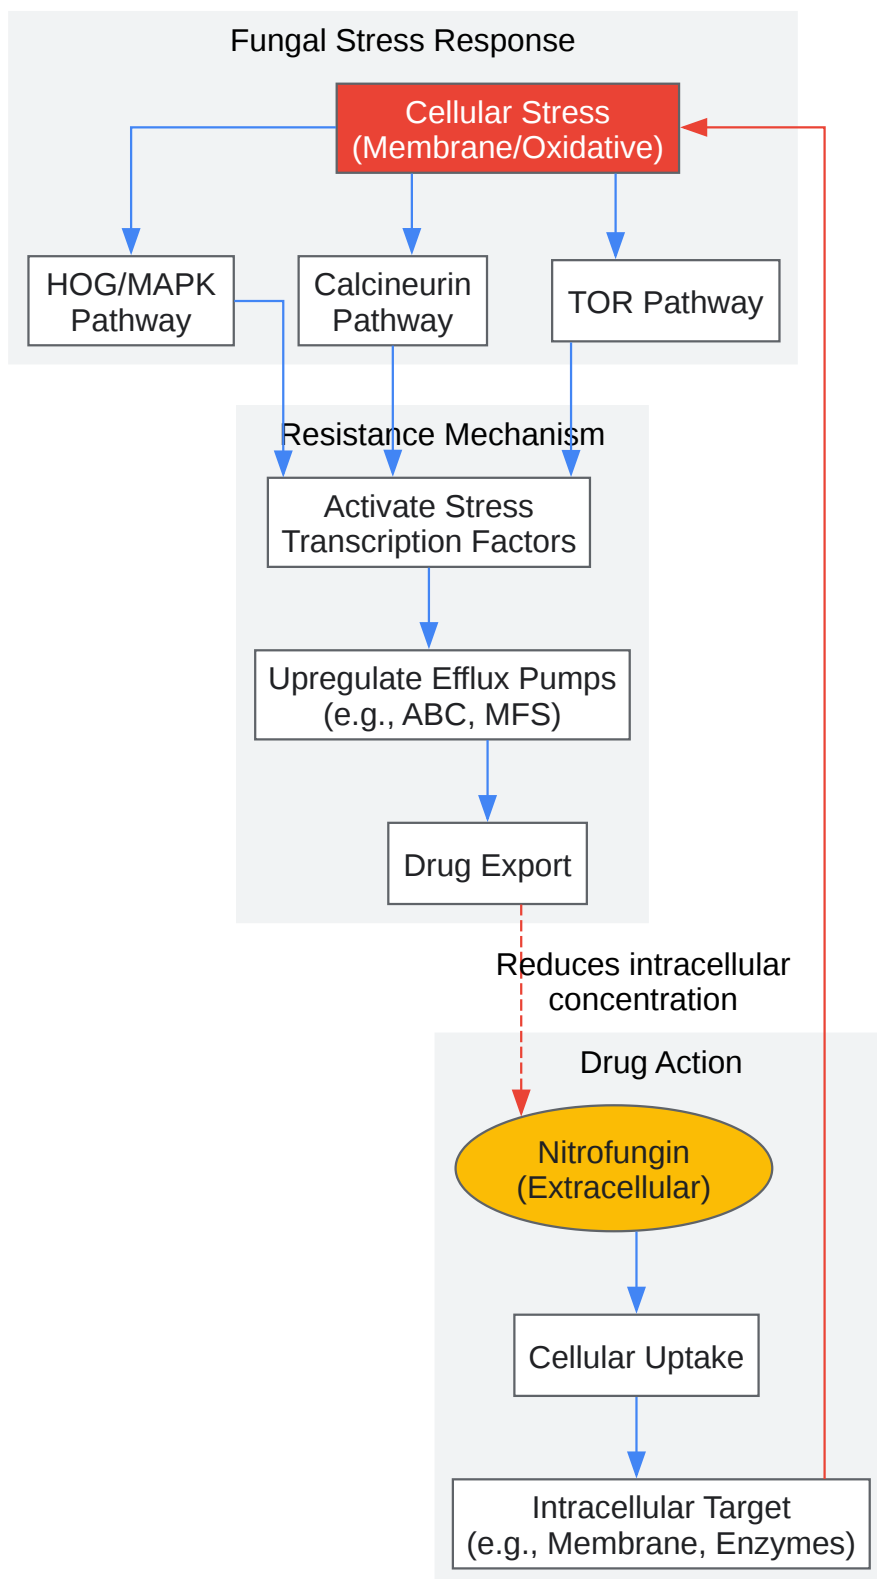 Fungal Stress Response
Cellular Stress
(Membrane/Oxidative)
HOG/MAPK
Pathway
Calcineurin
Pathway
TOR Pathway
Resistance Mechanism
Activate Stress
Transcription Factors
Upregulate Efflux Pumps
(e.g., ABC, MFS)
Drug Export
Reduces intracellular
concentration
Drug Action
Nitrofungin
(Extracellular)
Cellular Uptake
Intracellular Target
(e.g., Membrane, Enzymes)